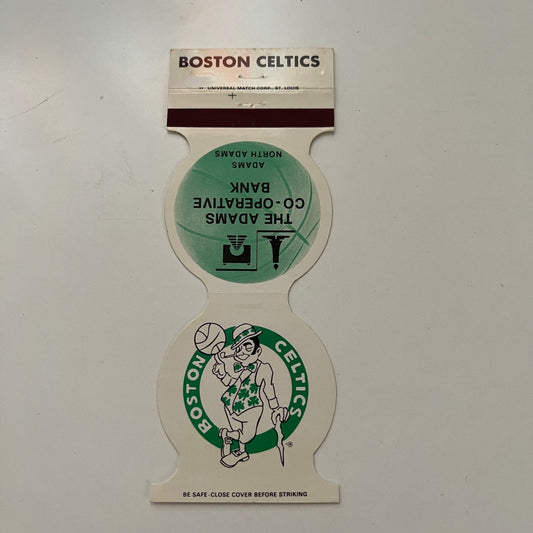 BOSTON CELTICS
UNIVERSAL MATCH CORP., ST. LOUIS
THE ADAMS
CO-OPERATIVE
BANK
ADAMS
NORTH ADAMS
BOSTON CELTICS
BE SAFE-CLOSE COVER BEFORE STRIKING